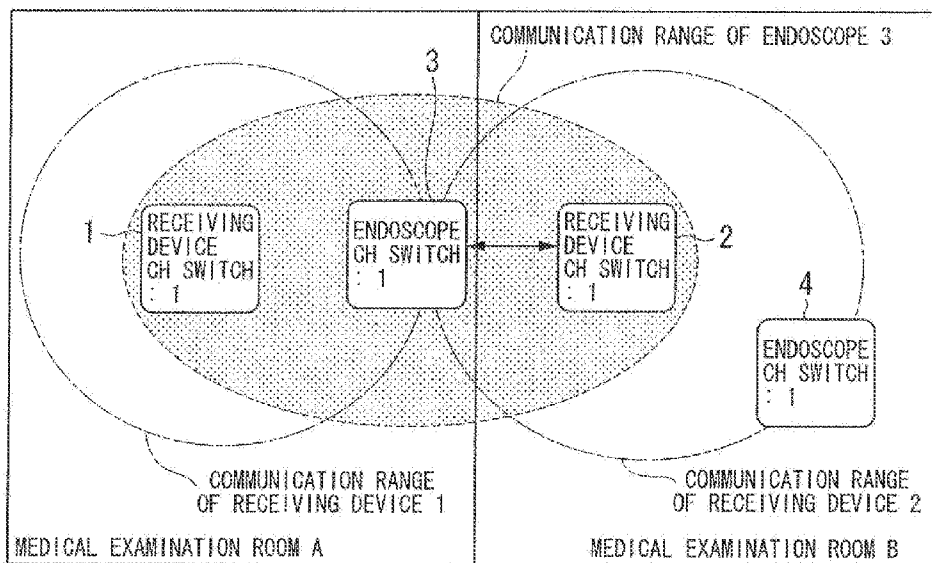 COMMUNICATION RANGE OF ENDOSCOPE 3
3
1
RECEIVING
DEVICE
CH SWITCH
: 1
ENDOSCOPE
CH SWITCH
: 1
RECEIVING
DEVICE
CH SWITCH
: 1
2
4
ENDOSCOPE
CH SWITCH
: 1
COMMUNICATION RANGE
OF RECEIVING DEVICE 1
COMMUNICATION RANGE
OF RECEIVING DEVICE 2
MEDICAL EXAMINATION ROOM A
MEDICAL EXAMINATION ROOM B